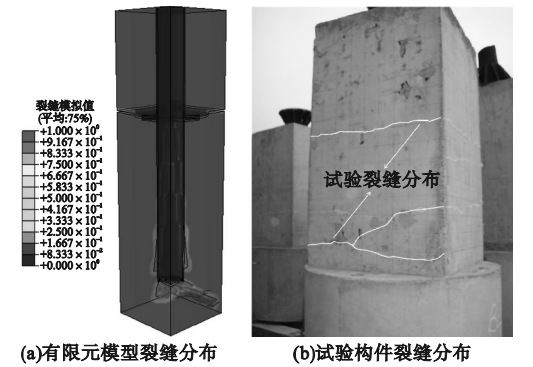 裂缝模拟值
(平均:75%)
+1.000×10⁰
+9.167×10⁻¹
+8.333×10⁻¹
+7.500×10⁻¹
+6.667×10⁻¹
+5.833×10⁻¹
+5.000×10⁻¹
+4.167×10⁻¹
+3.333×10⁻¹
+2.500×10⁻¹
+1.667×10⁻¹
+8.333×10⁻²
+0.000×10⁰
试验裂缝分布
(a)有限元模型裂缝分布
(b)试验构件裂缝分布